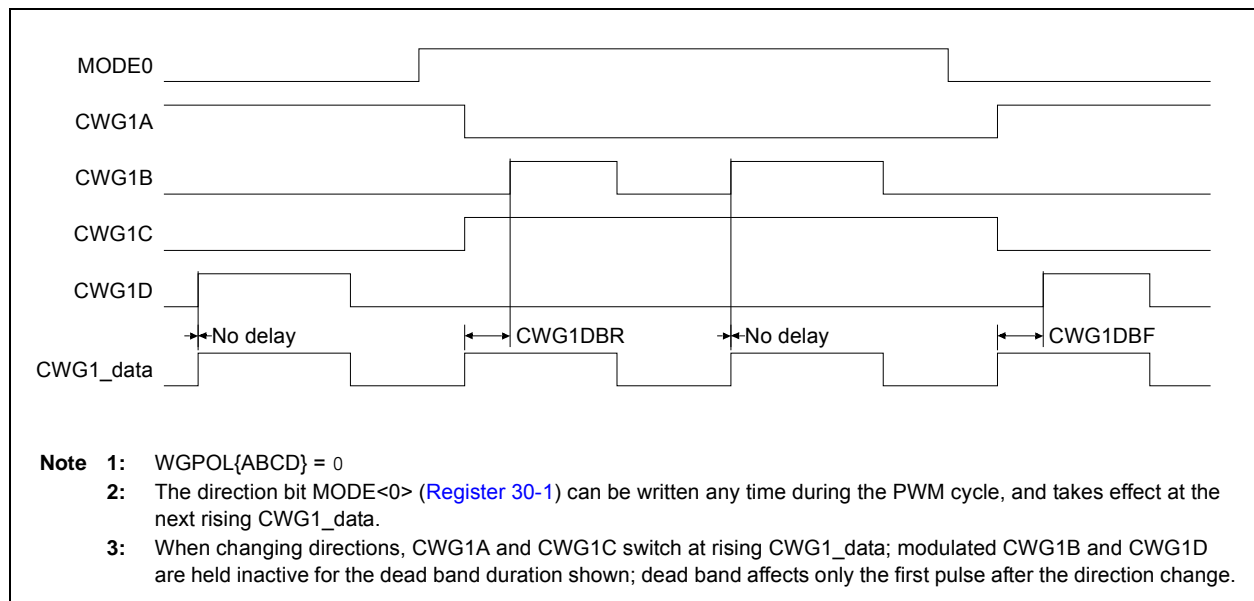 MODE0
CWG1A
CWG1B
CWG1C
CWG1D
No delay CWG1DBR No delay CWG1DBF
CWG1_data
Note 1: WGPOL{ABCD} = 0
2: The direction bit MODE<0> (Register 30-1) can be written any time during the PWM cycle, and takes effect at the
next rising CWG1_data.
3: When changing directions, CWG1A and CWG1C switch at rising CWG1_data; modulated CWG1B and CWG1D
are held inactive for the dead band duration shown; dead band affects only the first pulse after the direction change.